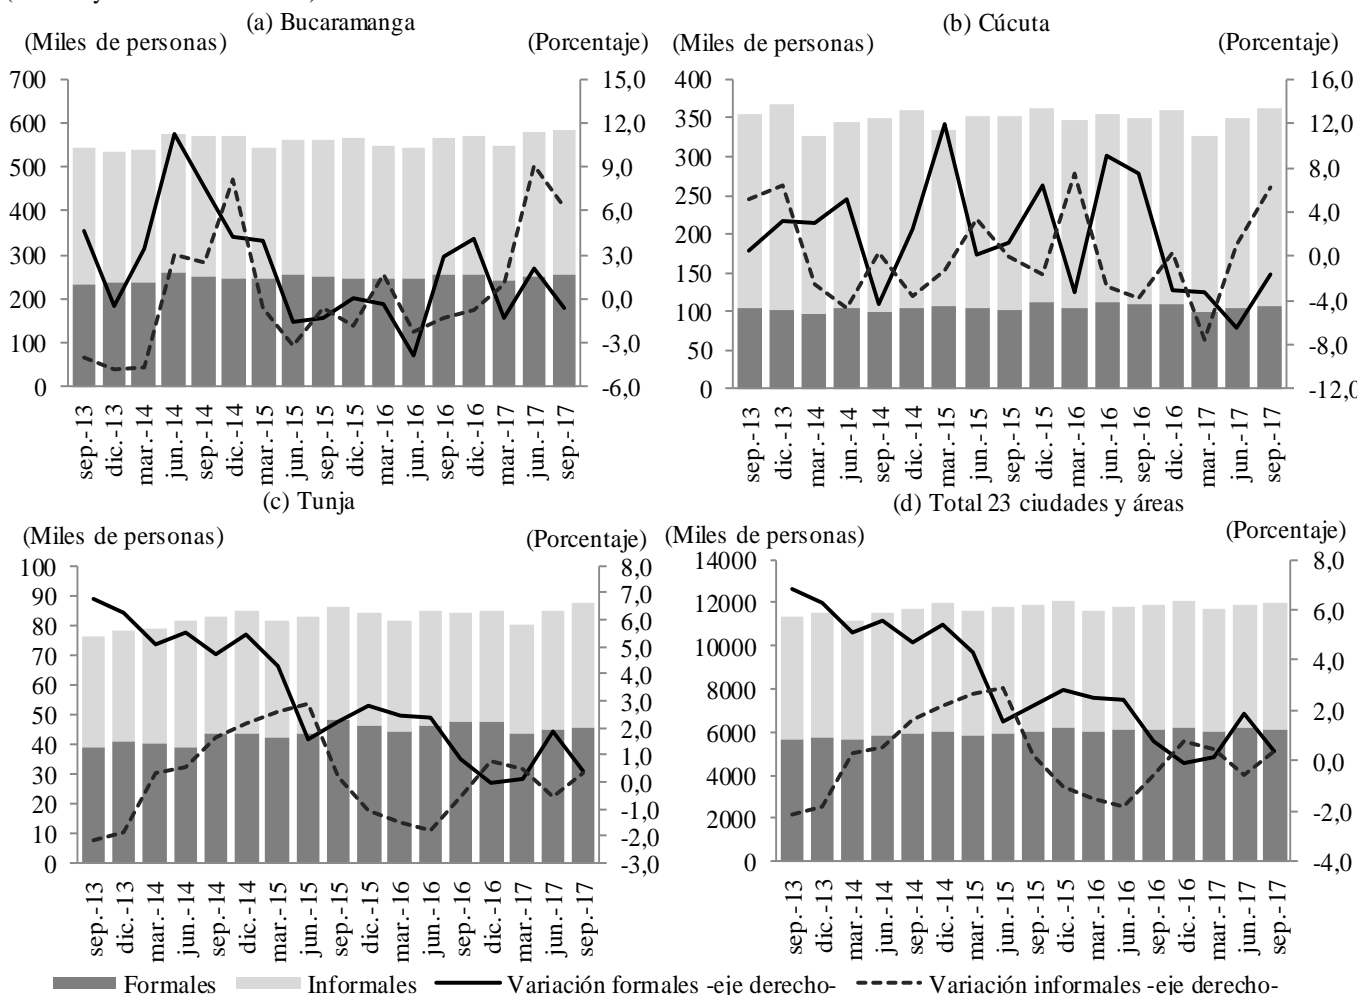 (a) Bucaramanga
(Miles de personas) (Porcentaje)
700 15,0
600 12,0
500 9,0
400 6,0
300 3,0
200 0,0
100 -3,0
0 -6,0
sep.-13 dic.-13 mar.-14 jun.-14 sep.-14 dic.-14 mar.-15 jun.-15 sep.-15 dic.-15 mar.-16 jun.-16 sep.-16 dic.-16 mar.-17 jun.-17 sep.-17
(b) Cúcuta
(Miles de personas) (Porcentaje)
400 16,0
350 12,0
300 8,0
250 4,0
200 0,0
150 -4,0
100 -8,0
50 -12,0
0
sep.-13 dic.-13 mar.-14 jun.-14 sep.-14 dic.-14 mar.-15 jun.-15 sep.-15 dic.-15 mar.-16 jun.-16 sep.-16 dic.-16 mar.-17 jun.-17 sep.-17
(c) Tunja
(Miles de personas) (Porcentaje)
100 8,0
90 7,0
80 6,0
70 5,0
60 4,0
50 3,0
40 2,0
30 1,0
20 0,0
10 -1,0
0 -2,0
-3,0
sep.-13 dic.-13 mar.-14 jun.-14 sep.-14 dic.-14 mar.-15 jun.-15 sep.-15 dic.-15 mar.-16 jun.-16 sep.-16 dic.-16 mar.-17 jun.-17 sep.-17
(d) Total 23 ciudades y áreas
(Miles de personas) (Porcentaje)
14000 8,0
12000 6,0
10000 4,0
8000 2,0
6000 0,0
4000 -2,0
2000 -4,0
0
sep.-13 dic.-13 mar.-14 jun.-14 sep.-14 dic.-14 mar.-15 jun.-15 sep.-15 dic.-15 mar.-16 jun.-16 sep.-16 dic.-16 mar.-17 jun.-17 sep.-17
Formales Informales Variación formales -eje derecho- Variación informales -eje derecho-